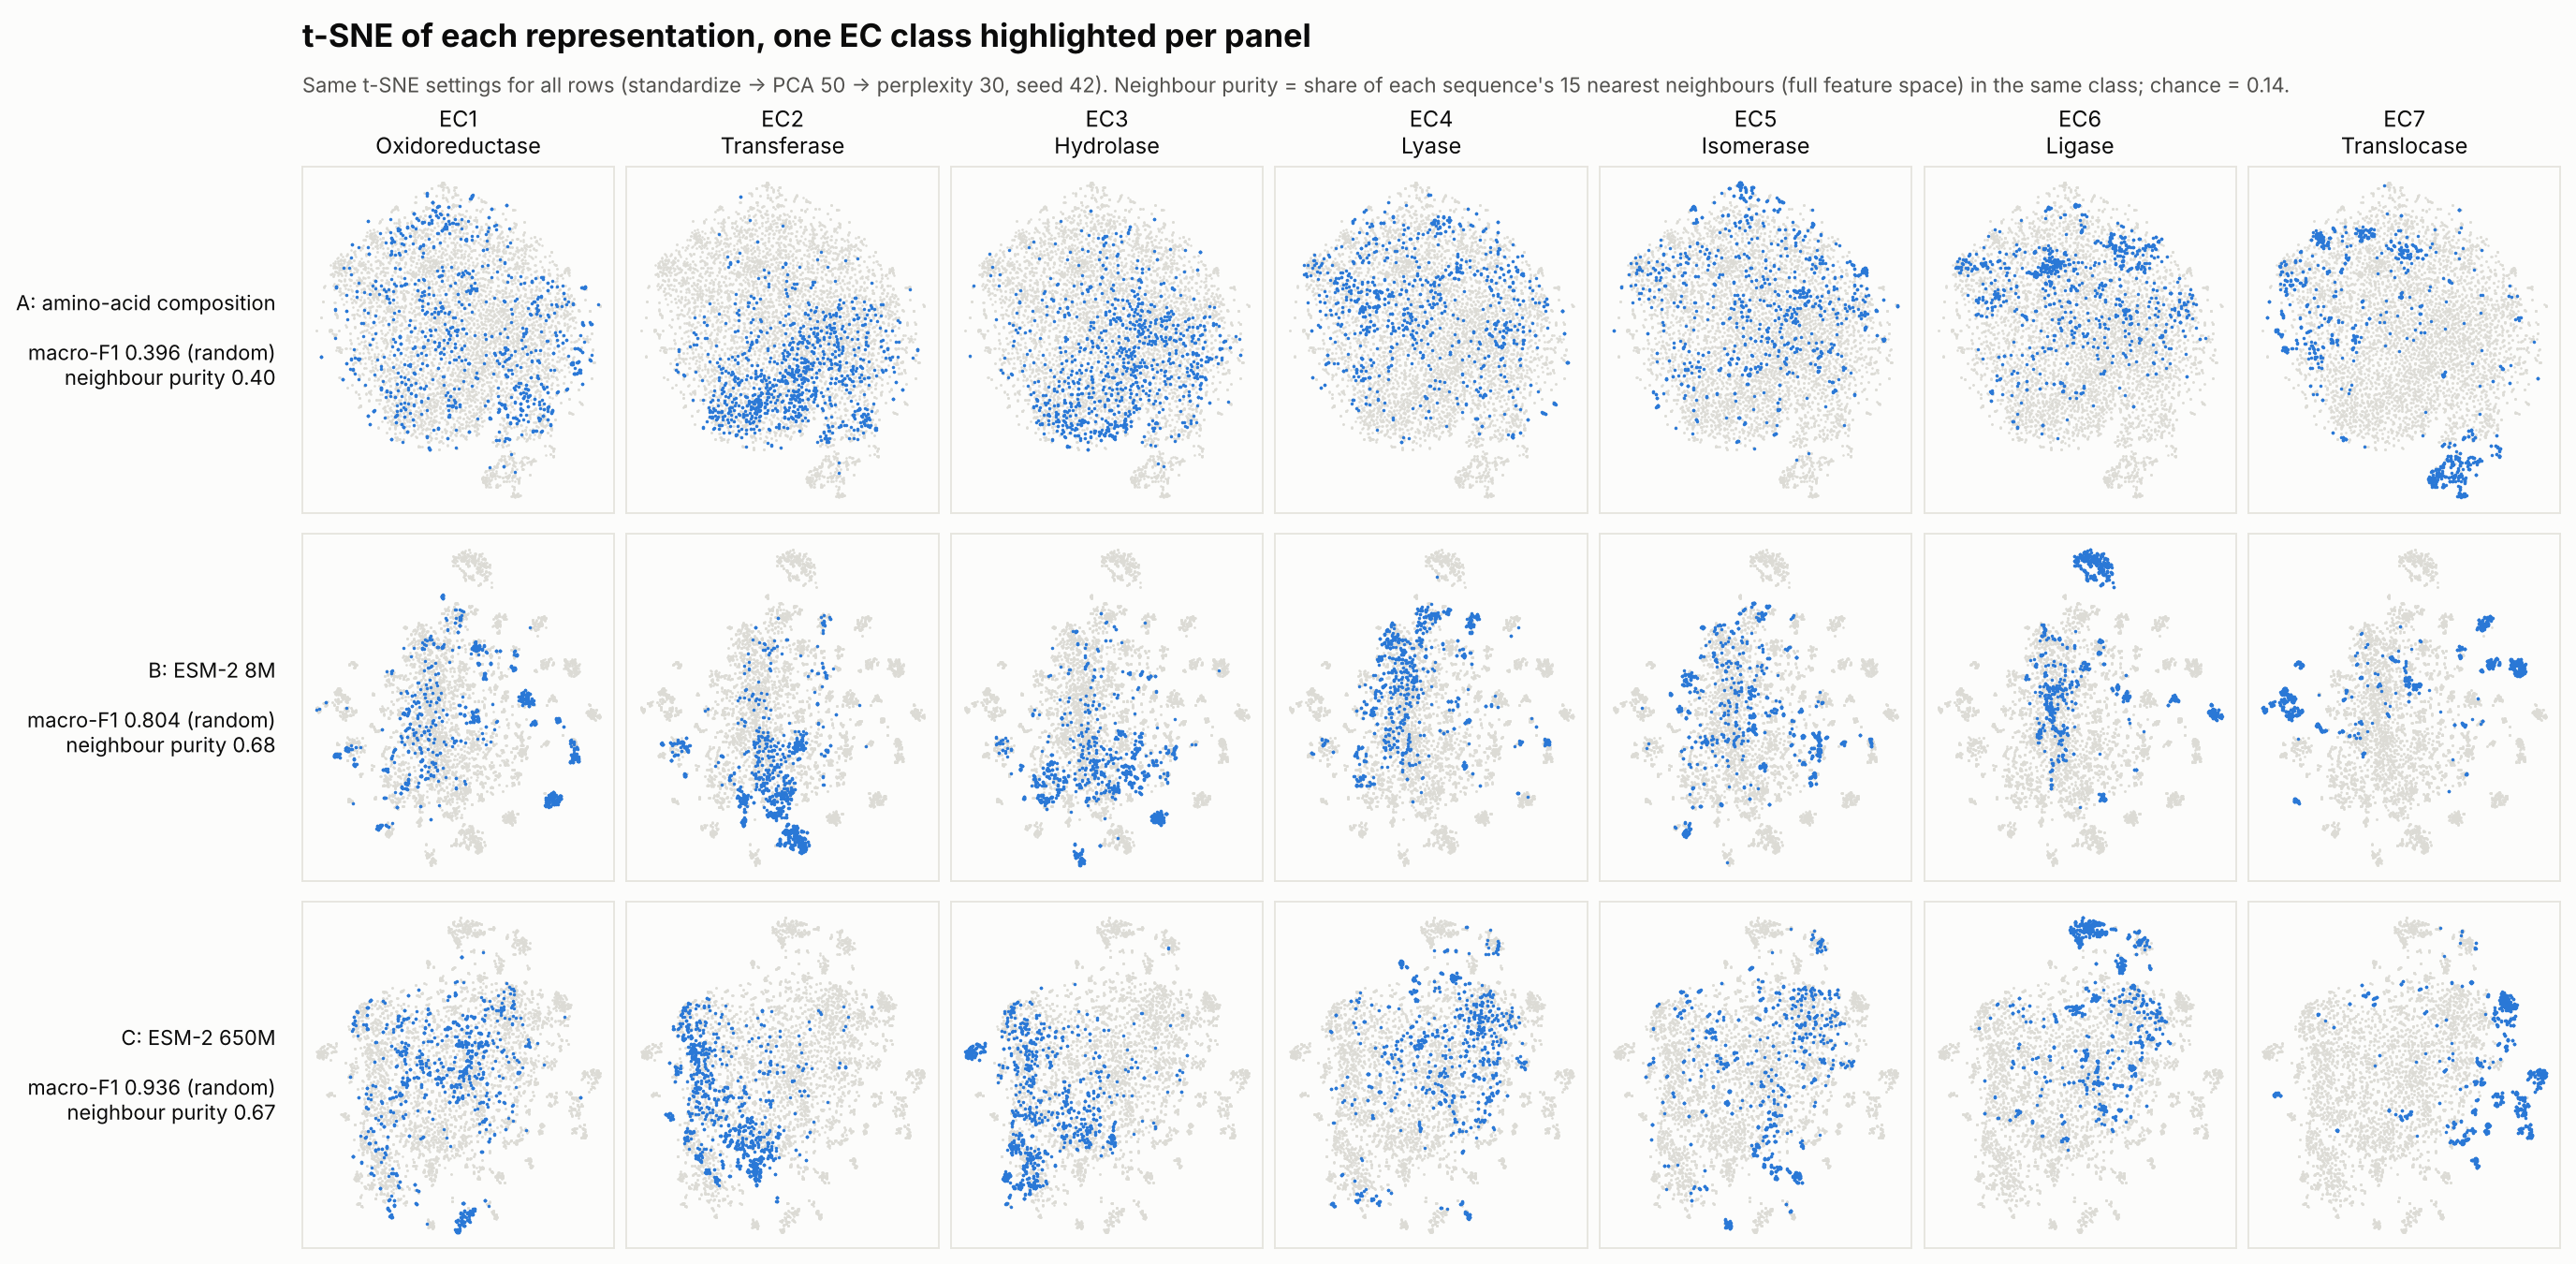 t-SNE of each representation, one EC class highlighted per panel
Same t-SNE settings for all rows (standardize → PCA 50 → perplexity 30, seed 42). Neighbour purity = share of each sequence's 15 nearest neighbours (full feature space) in the same class; chance = 0.14.
EC1
Oxidoreductase
EC2
Transferase
EC3
Hydrolase
EC4
Lyase
EC5
Isomerase
EC6
Ligase
EC7
Translocase
A: amino-acid composition
macro-F1 0.396 (random)
neighbour purity 0.40
B: ESM-2 8M
macro-F1 0.804 (random)
neighbour purity 0.68
C: ESM-2 650M
macro-F1 0.936 (random)
neighbour purity 0.67